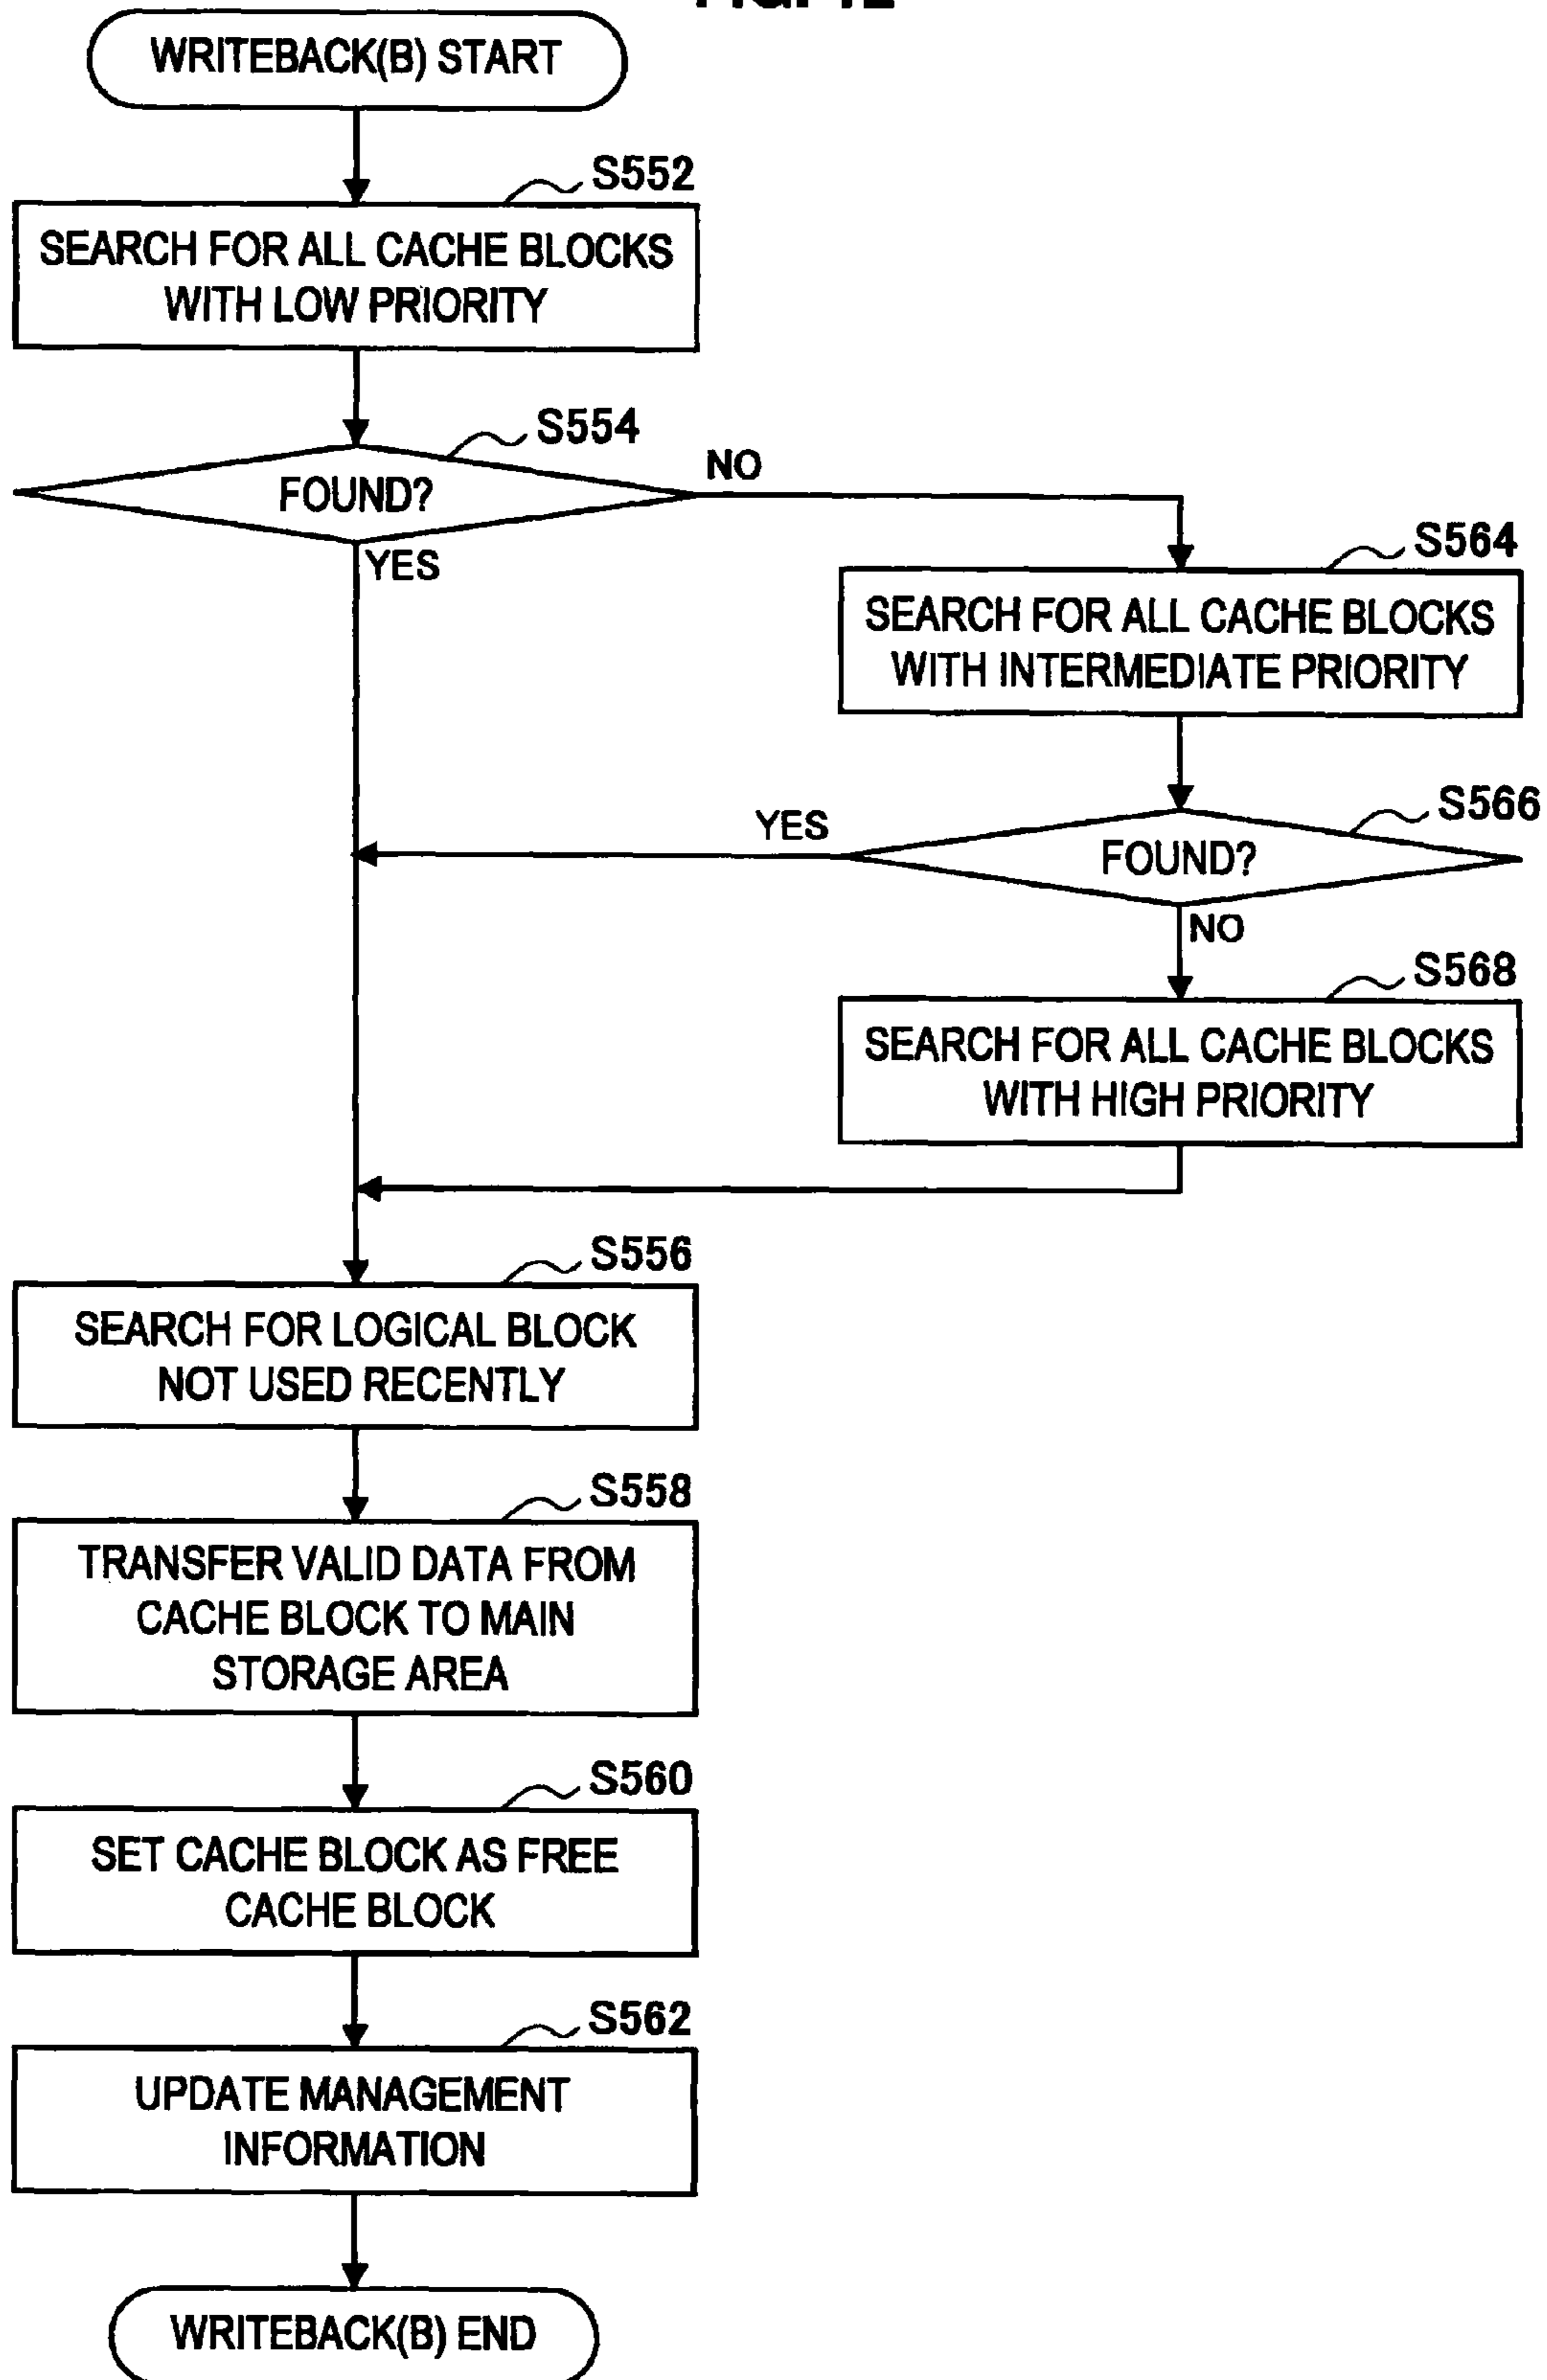 WRITEBACK(B) START
S552
SEARCH FOR ALL CACHE BLOCKS
WITH LOW PRIORITY
S554
FOUND?
NO
YES
S564
SEARCH FOR ALL CACHE BLOCKS
WITH INTERMEDIATE PRIORITY
S566
YES
FOUND?
NO
S568
SEARCH FOR ALL CACHE BLOCKS
WITH HIGH PRIORITY
S556
SEARCH FOR LOGICAL BLOCK
NOT USED RECENTLY
S558
TRANSFER VALID DATA FROM
CACHE BLOCK TO MAIN
STORAGE AREA
S560
SET CACHE BLOCK AS FREE
CACHE BLOCK
S562
UPDATE MANAGEMENT
INFORMATION
WRITEBACK(B) END